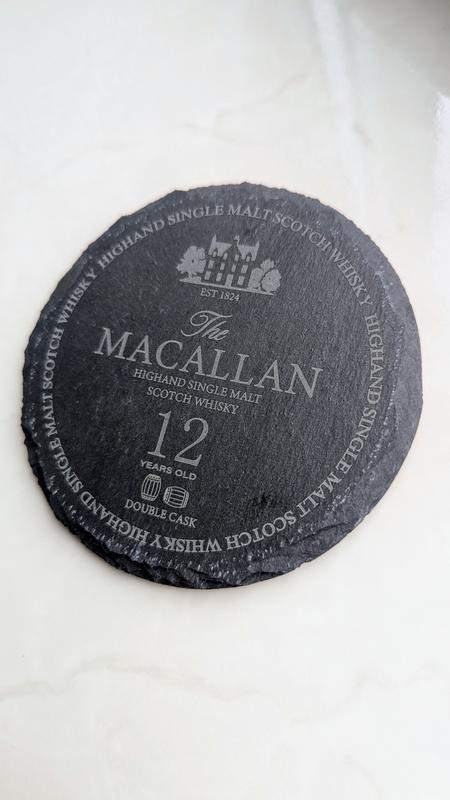 HIGHAND SINGLE MALT SCOTCH WHISKY HIGHAND SINGLE MALT SCOTCH WHISKY HIGHAND SINGLE MALT SCOTCH WHISKY
EST 1824
The
MACALLAN
HIGHAND SINGLE MALT
SCOTCH WHISKY
12
YEARS OLD
DOUBLE CASK